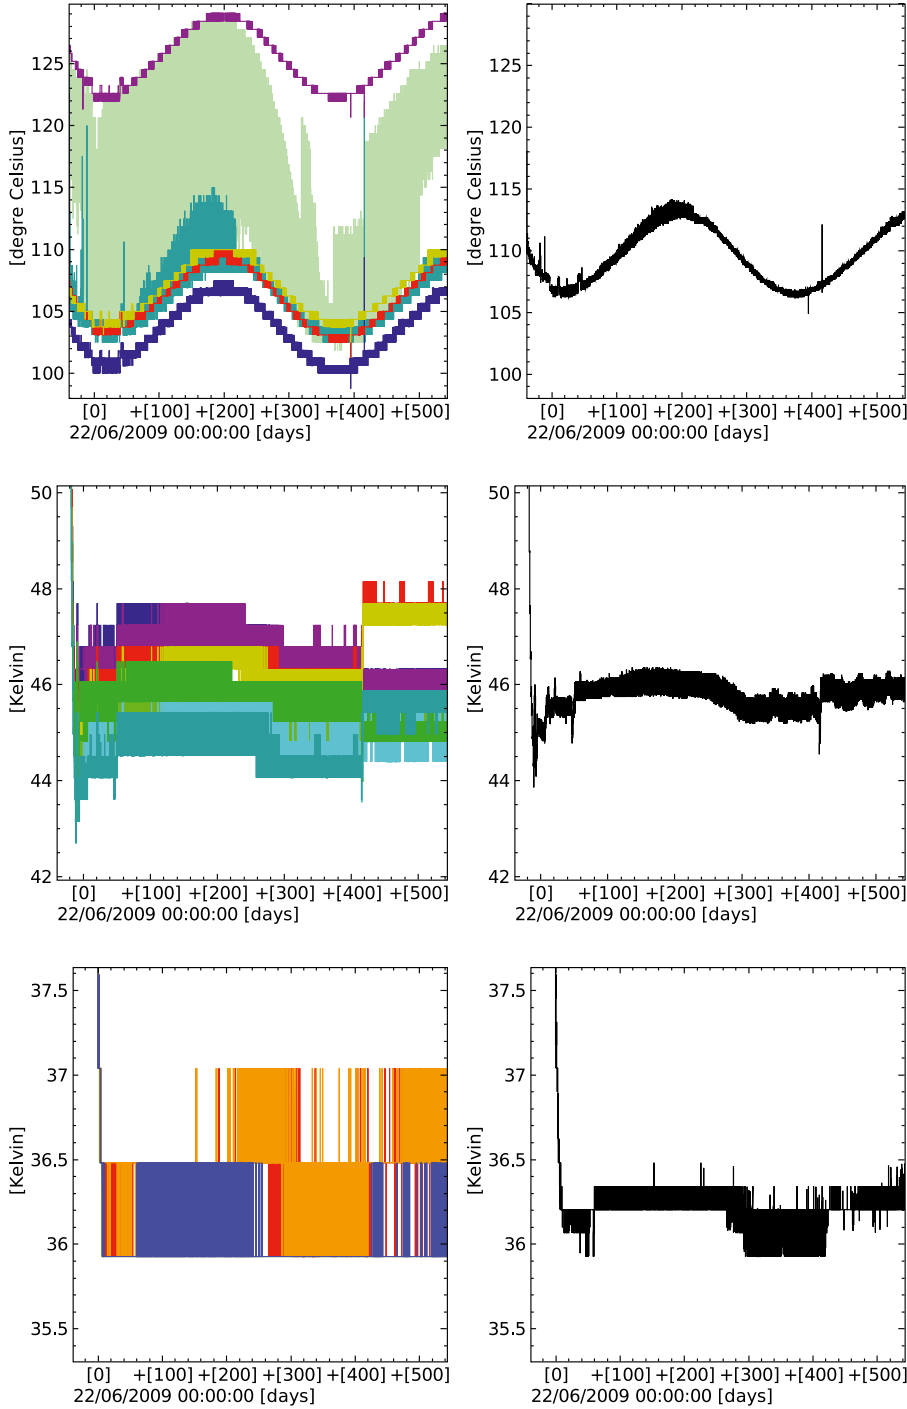 [degre Celsius]
125
120
115
110
105
100
[0] +[100] +[200] +[300] +[400] +[500]
22/06/2009 00:00:00 [days]
[degre Celsius]
125
120
115
110
105
100
[0] +[100] +[200] +[300] +[400] +[500]
22/06/2009 00:00:00 [days]
[Kelvin]
50
48
46
44
42
[0] +[100] +[200] +[300] +[400] +[500]
22/06/2009 00:00:00 [days]
[Kelvin]
50
48
46
44
42
[0] +[100] +[200] +[300] +[400] +[500]
22/06/2009 00:00:00 [days]
[Kelvin]
37.5
37
36.5
36
35.5
[0] +[100] +[200] +[300] +[400] +[500]
22/06/2009 00:00:00 [days]
[Kelvin]
37.5
37
36.5
36
35.5
[0] +[100] +[200] +[300] +[400] +[500]
22/06/2009 00:00:00 [days]